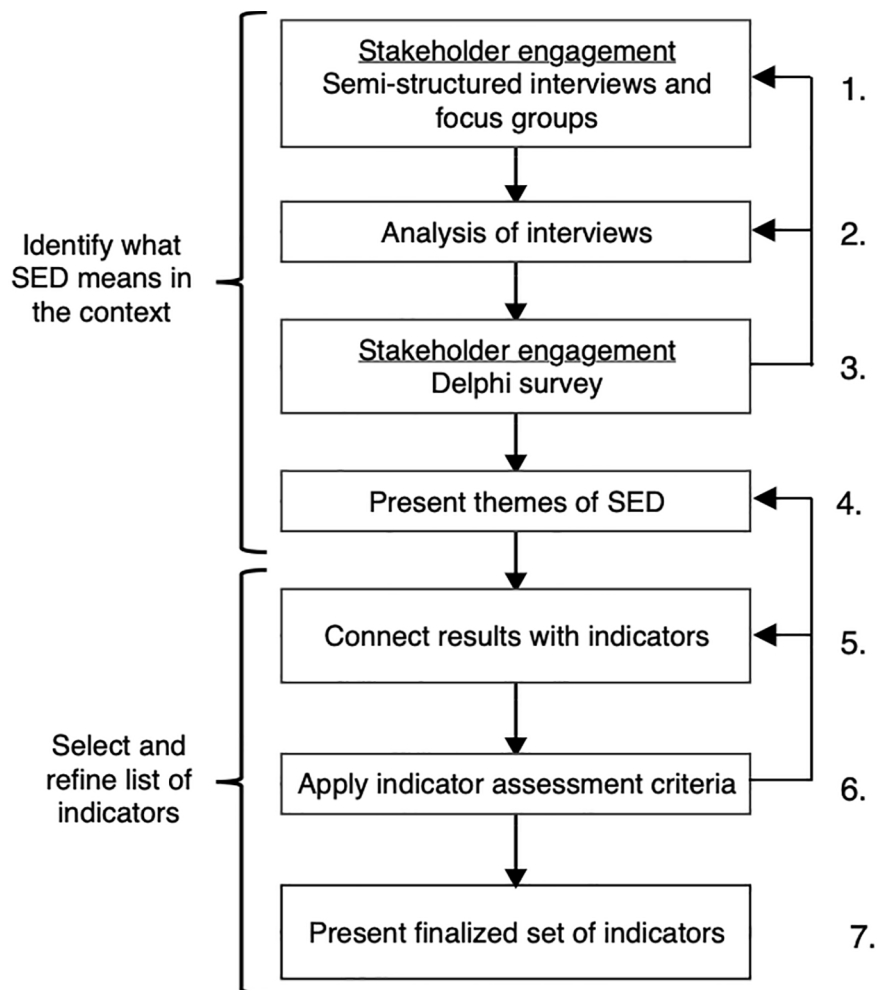 Stakeholder engagement
Semi-structured interviews and
focus groups
1.
Analysis of interviews
2.
Identify what
SED means in
the context
Stakeholder engagement
Delphi survey
3.
Present themes of SED
4.
Connect results with indicators
5.
Select and
refine list of
indicators
Apply indicator assessment criteria
6.
Present finalized set of indicators
7.